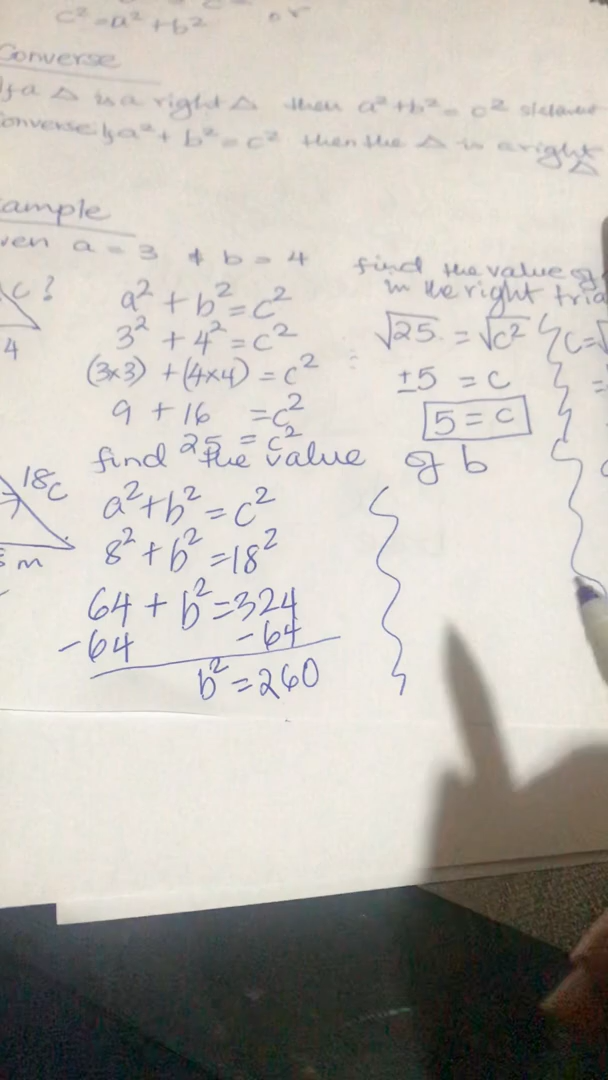 c² = a² + b² or
Converse
If a Δ is a right Δ then a² + b² = c²
Converse If a² + b² = c² then the Δ is a right
Δ
ample
ven a = 3 & b = 4 find the value of
in the right tria
c?
4
a² + b² = c²
3² + 4² = c²
(3x3) + (4x4) = c²
9 + 16 = c²
25 = c²
√25 = √c²
±5 = c
5 = c
c = √
find the value of b
18c
m
a² + b² = c²
8² + b² = 18²
64 + b² = 324
-64 -64
b² = 260